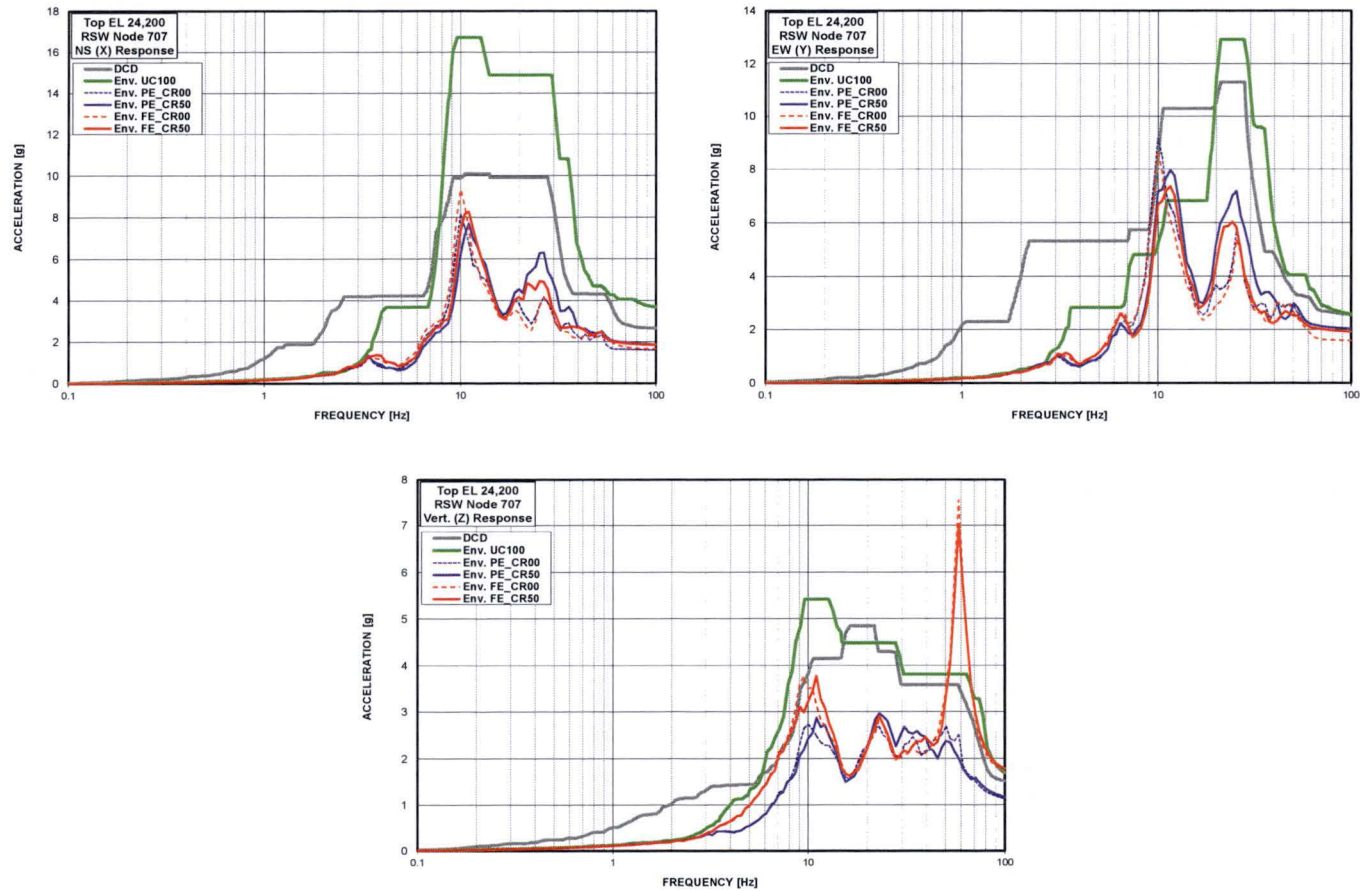 Top EL 24,200
RSW Node 707
NS (X) Response
DCD
Env. UC100
Env. PE_CR00
Env. PE_CR50
Env. FE_CR00
Env. FE_CR50
18
16
14
12
10
8
6
4
2
0
ACCELERATION [g]
0.1 1 10 100
FREQUENCY [Hz]
Top EL 24,200
RSW Node 707
EW (Y) Response
DCD
Env. UC100
Env. PE_CR00
Env. PE_CR50
Env. FE_CR00
Env. FE_CR50
14
12
10
8
6
4
2
0
ACCELERATION [g]
0.1 1 10 100
FREQUENCY [Hz]
Top EL 24,200
RSW Node 707
Vert. (Z) Response
DCD
Env. UC100
Env. PE_CR00
Env. PE_CR50
Env. FE_CR00
Env. FE_CR50
8
7
6
5
4
3
2
1
0
ACCELERATION [g]
0.1 1 10 100
FREQUENCY [Hz]